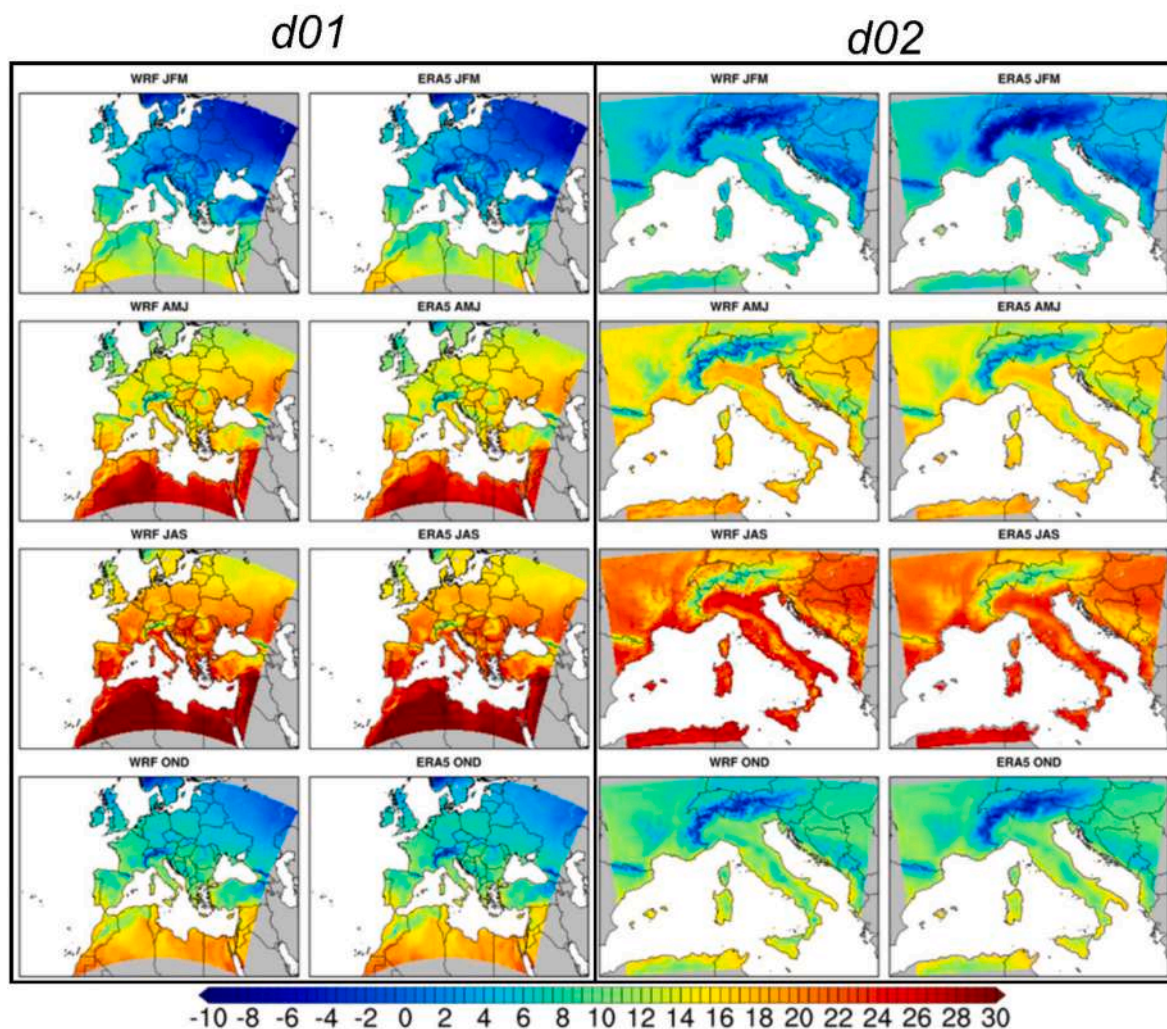 d01 d02
WRF JFM ERA5 JFM WRF JFM ERA5 JFM
WRF AMJ ERA5 AMJ WRF AMJ ERA5 AMJ
WRF JAS ERA5 JAS WRF JAS ERA5 JAS
WRF OND ERA5 OND WRF OND ERA5 OND
-10 -8 -6 -4 -2 0 2 4 6 8 10 12 14 16 18 20 22 24 26 28 30